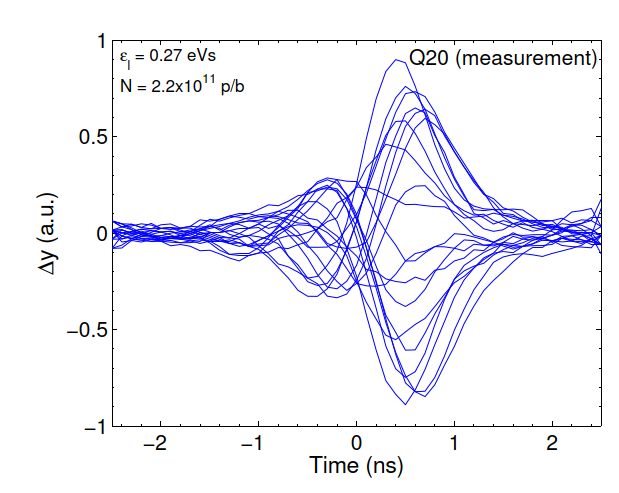 1
εl = 0.27 eVs
Q20 (measurement)
N = 2.2x10^11 p/b
0.5
0
−0.5
−1
−2
−1
0
1
2
Δy (a.u.)
Time (ns)